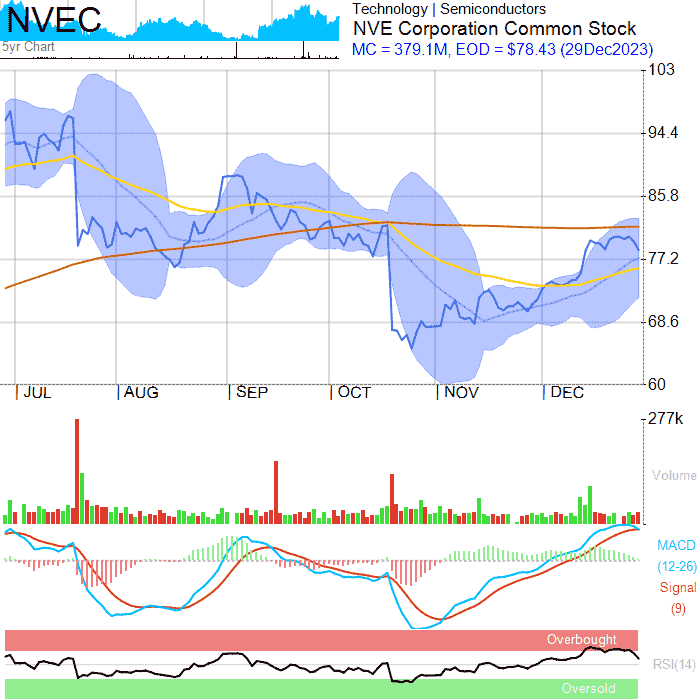 NVEC
5yr Chart
Technology | Semiconductors
NVE Corporation Common Stock
MC = 379.1M, EOD = $78.43 (29Dec2023)
103
94.4
85.8
77.2
68.6
60
JUL AUG SEP OCT NOV DEC
277k
Volume
MACD
(12-26)
Signal
(9)
Overbought
RSI(14)
Oversold